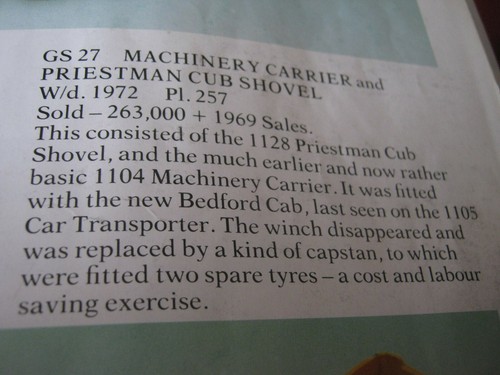 GS 27 MACHINERY CARRIER and
PRIESTMAN CUB SHOVEL
W/d. 1972 Pl. 257
Sold – 263,000 + 1969 Sales.
This consisted of the 1128 Priestman Cub
Shovel, and the much earlier and now rather
basic 1104 Machinery Carrier. It was fitted
with the new Bedford Cab, last seen on the 1105
Car Transporter. The winch disappeared and
was replaced by a kind of capstan, to which
were fitted two spare tyres – a cost and labour
saving exercise.